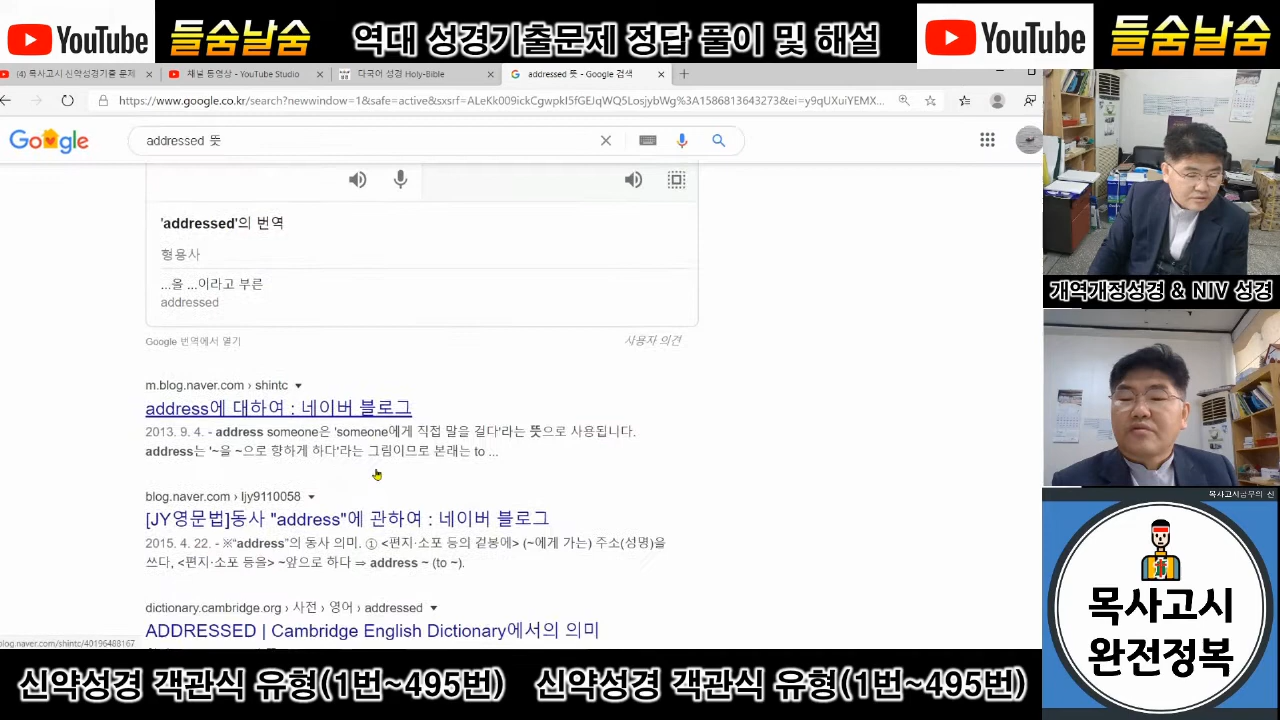 YouTube 들숨날숨 역대 성경기출문제 정답 풀이 및 해설 YouTube 들숨날숨
(4) 목사고시 신약성경기출 문제
채널 동영상 - YouTube Studio
다국어 성경 Holy-Bible
addressed 뜻 - Google 검색
https://www.google.co.kr/search?newwindow=1&safe=active&sxsrf=
Google
addressed 뜻
'addressed'의 번역
형용사
...을 ...이라고 부른
addressed
Google 번역에서 열기
사용자 의견
m.blog.naver.com › shintc
address에 대하여 : 네이버 블로그
2013. 9. 4. - address someone은 'someone에게 직접 말을 걸다'라는 뜻으로 사용됩니다.
address는 '~을 ~으로 향하게 하다'라는 그림이므로 본래는 to ...
blog.naver.com › ljy9110058
[JY영문법]동사 "address"에 관하여 : 네이버 블로그
2015. 4. 22. - ※"address"의 동사 의미. ① <편지·소포 등의 겉봉에> (~에게 가는) 주소(성명)을
쓰다, <편지·소포 등을> ~앞으로 하다 ⇒ address ~ (to ~).
dictionary.cambridge.org › 사전 › 영어 › addressed
ADDRESSED | Cambridge English Dictionary에서의 의미
blog.naver.com/shintc/40196488167
개역개정성경 & NIV 성경
목사고시공부의 신
목사고시
완전정복
신약성경 객관식 유형(1번~495번) 신약성경 객관식 유형(1번~495번)